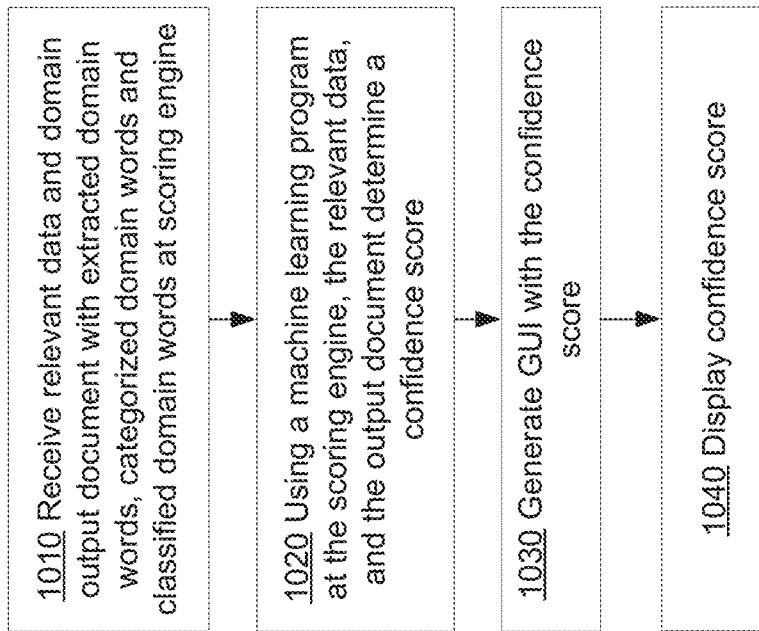 1010 Receive relevant data and domain
output document with extracted domain
words, categorized domain words and
classified domain words at scoring engine
1020 Using a machine learning program
at the scoring engine, the relevant data,
and the output document determine a
confidence score
1030 Generate GUI with the confidence
score
1040 Display confidence score